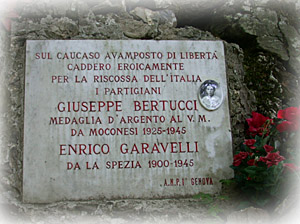 SUL CAUCASO AVAMPOSTO DI LIBERTÀ
CADDERO EROICAMENTE
PER LA RISCOSSA DELL'ITALIA
I PARTIGIANI
GIUSEPPE BERTUCCI
MEDAGLIA D'ARGENTO AL V.M.
DA MOCONESI 1925-1945
ENRICO GARAVELLI
DA LA SPEZIA 1900-1945
A.N.P.I. GENOVA